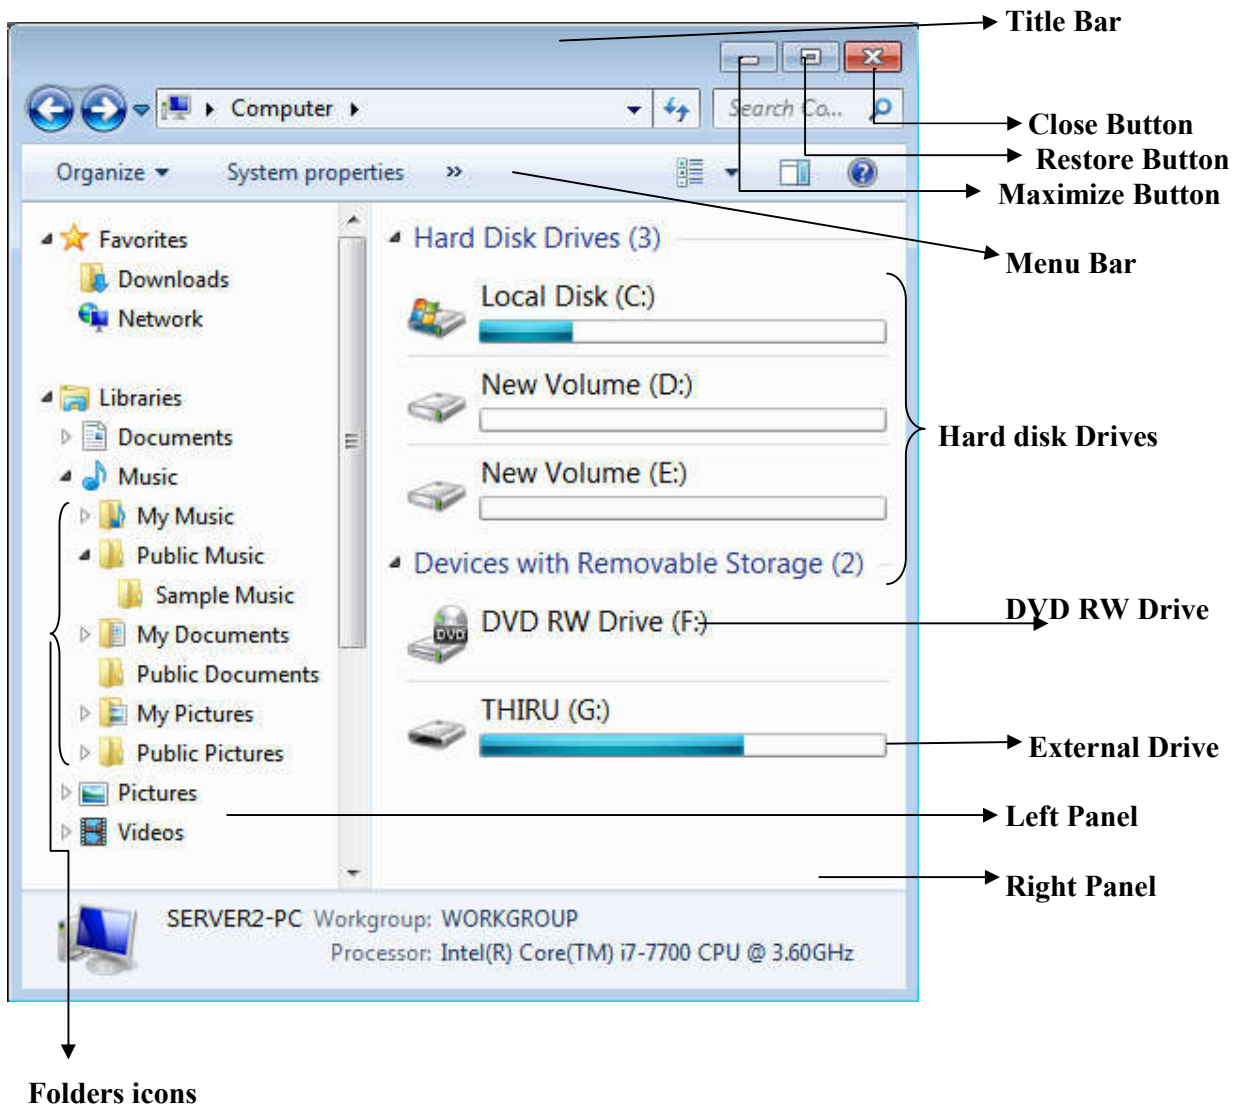 Title Bar
Computer
Search Co...
Close Button
Restore Button
Maximize Button
Organize
System properties
»
Menu Bar
Favorites
Downloads
Network
Libraries
Documents
Music
My Music
Public Music
Sample Music
My Documents
Public Documents
My Pictures
Public Pictures
Pictures
Videos
Hard Disk Drives (3)
Local Disk (C:)
New Volume (D:)
New Volume (E:)
Hard disk Drives
Devices with Removable Storage (2)
DVD
DVD RW Drive (F:)
DVD RW Drive
THIRU (G:)
External Drive
Left Panel
Right Panel
SERVER2-PC Workgroup: WORKGROUP
Processor: Intel(R) Core(TM) i7-7700 CPU @ 3.60GHz
Folders icons